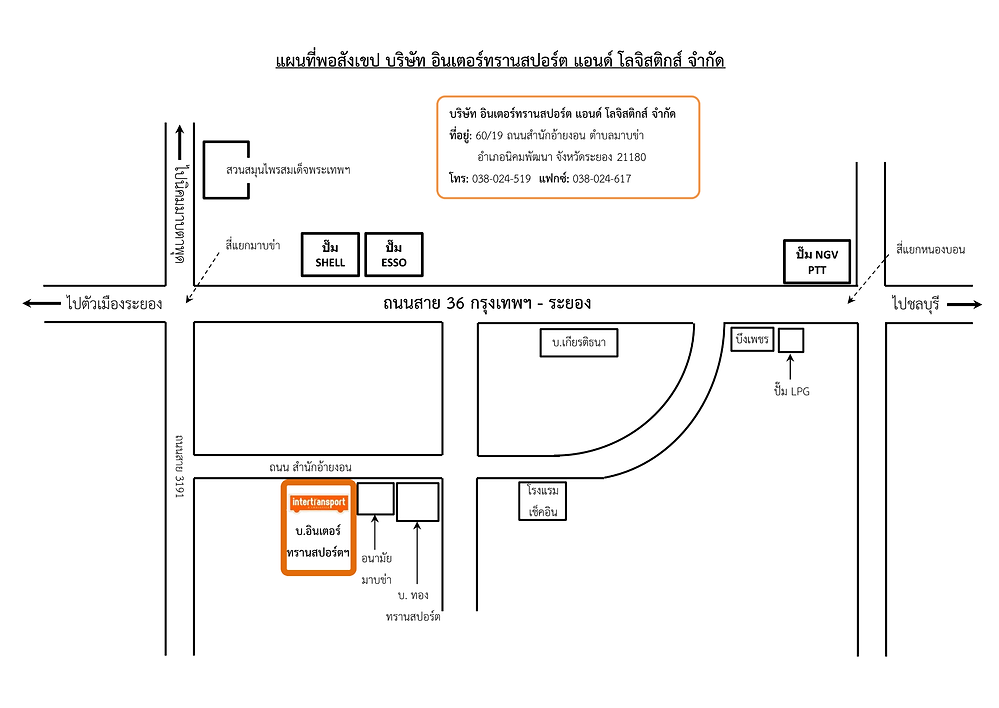 แผนที่พอสังเขป บริษัท อินเตอร์ทรานสปอร์ต แอนด์ โลจิสติกส์ จำกัด
บริษัท อินเตอร์ทรานสปอร์ต แอนด์ โลจิสติกส์ จำกัด
ที่อยู่: 60/19 ถนนสำนักอ้ายงอน ตำบลมาบข่า
อำเภอนิคมพัฒนา จังหวัดระยอง 21180
โทร: 038-024-519 แฟกซ์: 038-024-617
ไปนิคมมาบตาพุด
สวนสมุนไพรสมเด็จพระเทพฯ
สี่แยกมาบข่า
ปั๊ม
SHELL
ปั๊ม
ESSO
ปั๊ม NGV
PTT
สี่แยกหนองบอน
ไปตัวเมืองระยอง
ถนนสาย 36 กรุงเทพฯ - ระยอง
ไปชลบุรี
บ.เกียรติธนา
บึงเพชร
ปั๊ม LPG
ถนนสาย 3191
ถนน สำนักอ้ายงอน
intertransport
บ.อินเตอร์
ทรานสปอร์ตฯ
อนามัย
มาบข่า
บ. ทอง
ทรานสปอร์ต
โรงแรม
เช็คอิน